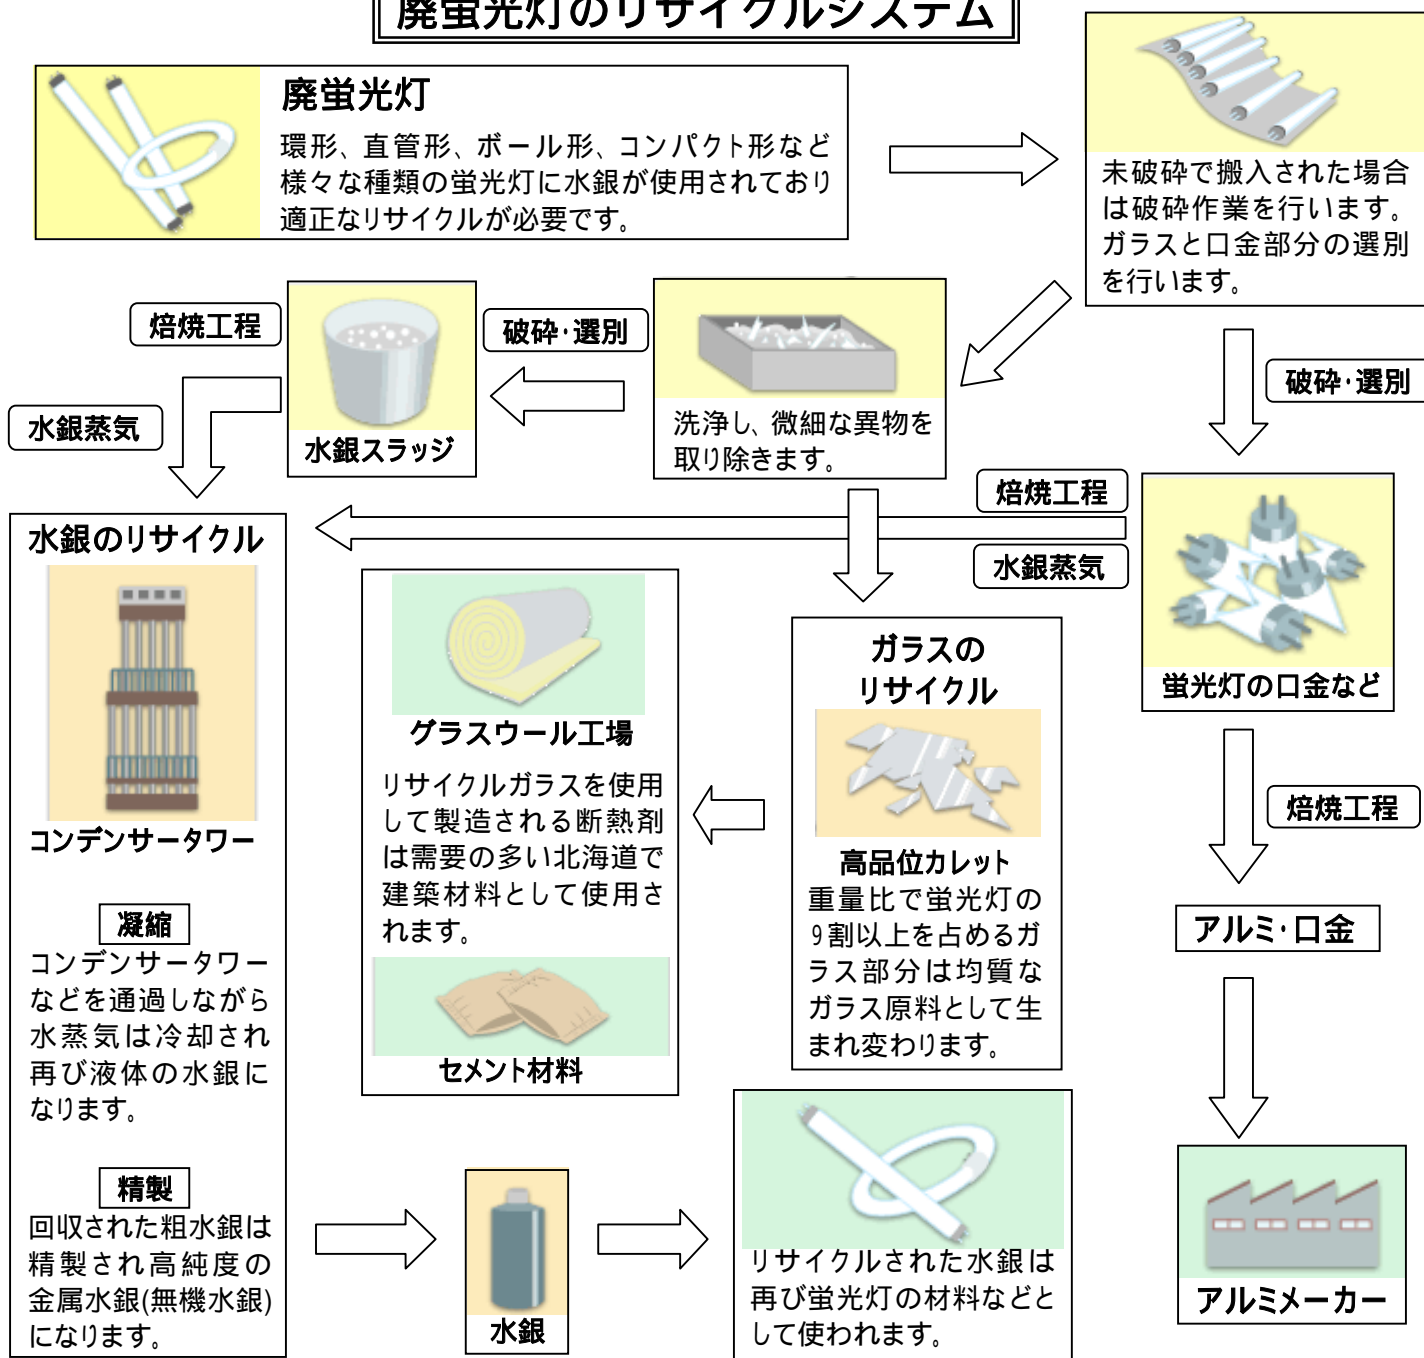 廃蛍光灯のリサイクルシステム
廃蛍光灯
環形、直管形、ボール形、コンパクト形など
様々な種類の蛍光灯に水銀が使用されており
適正なリサイクルが必要です。
未破砕で搬入された場合
は破砕作業を行います。
ガラスと口金部分の選別
を行います。
焙焼工程
水銀蒸気
水銀スラッジ
破砕・選別
洗浄し、微細な異物を
取り除きます。
破砕・選別
焙焼工程
水銀蒸気
蛍光灯の口金など
水銀のリサイクル
コンデンサータワー
凝縮
コンデンサータワー
などを通過しながら
水蒸気は冷却され
再び液体の水銀に
なります。
精製
回収された粗水銀は
精製され高純度の
金属水銀(無機水銀)
になります。
グラスウール工場
リサイクルガラスを使用
して製造される断熱剤
は需要の多い北海道で
建築材料として使用さ
れます。
セメント材料
ガラスの
リサイクル
高品位カレット
重量比で蛍光灯の
9割以上を占めるガ
ラス部分は均質な
ガラス原料として生
まれ変わります。
焙焼工程
アルミ・口金
アルミメーカー
水銀
リサイクルされた水銀は
再び蛍光灯の材料などと
して使われます。